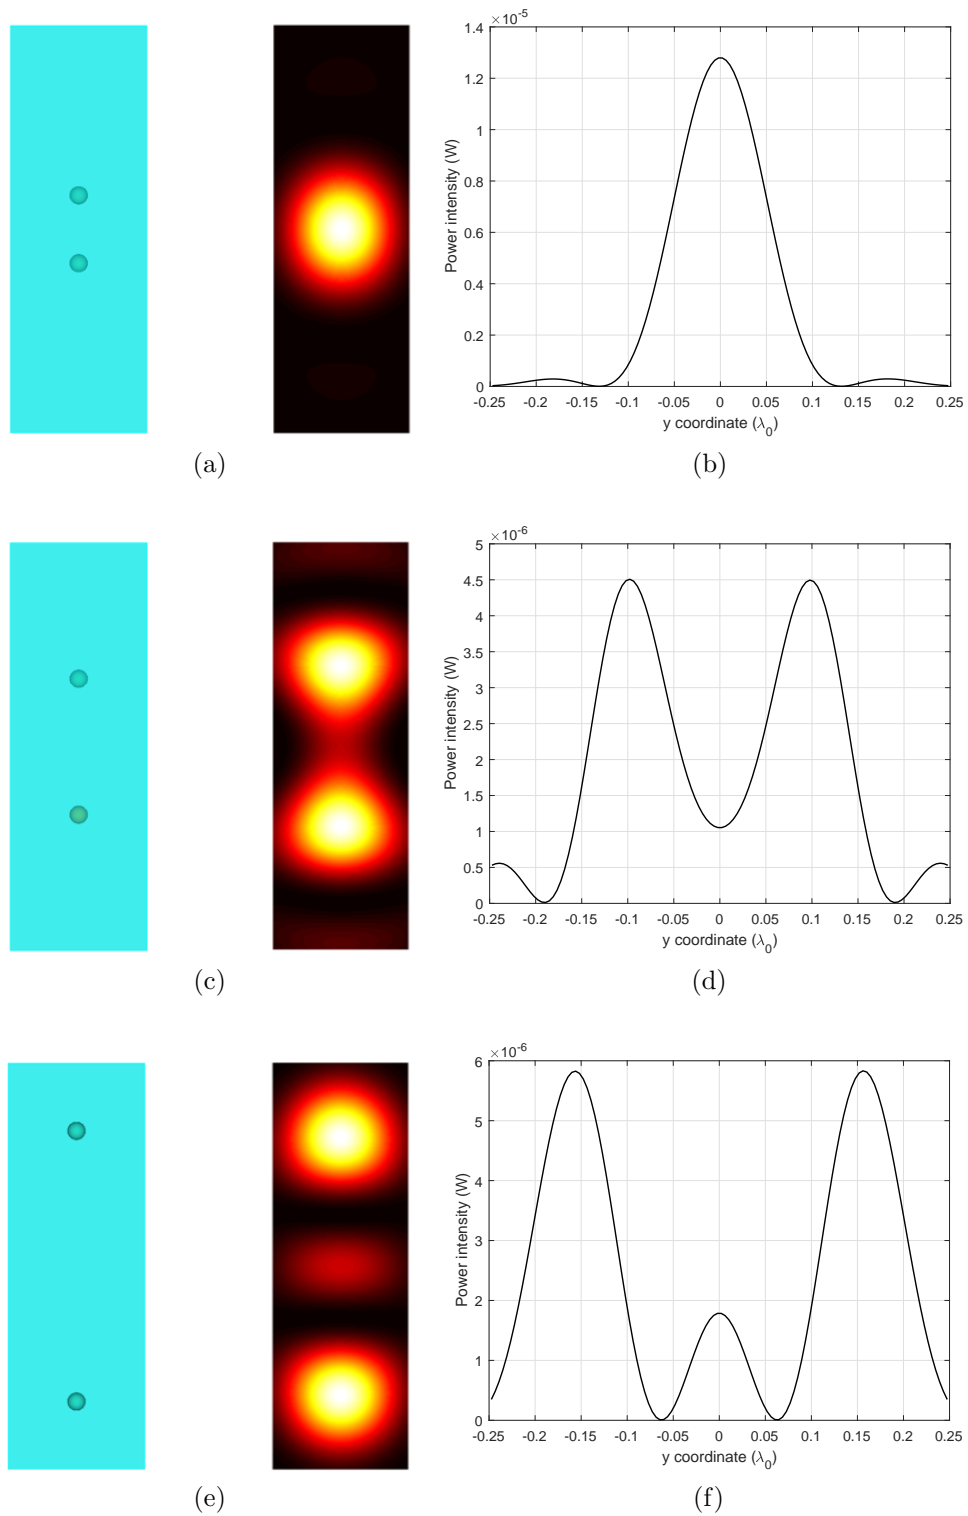 ×10⁻⁵
1.4
1.2
1
0.8
0.6
0.4
0.2
0
Power intensity (W)
-0.25 -0.2 -0.15 -0.1 -0.05 0 0.05 0.1 0.15 0.2 0.25
y coordinate (λ₀)
(a)
(b)
×10⁻⁶
5
4.5
4
3.5
3
2.5
2
1.5
1
0.5
0
Power intensity (W)
-0.25 -0.2 -0.15 -0.1 -0.05 0 0.05 0.1 0.15 0.2 0.25
y coordinate (λ₀)
(c)
(d)
×10⁻⁶
6
5
4
3
2
1
0
Power intensity (W)
-0.25 -0.2 -0.15 -0.1 -0.05 0 0.05 0.1 0.15 0.2 0.25
y coordinate (λ₀)
(e)
(f)